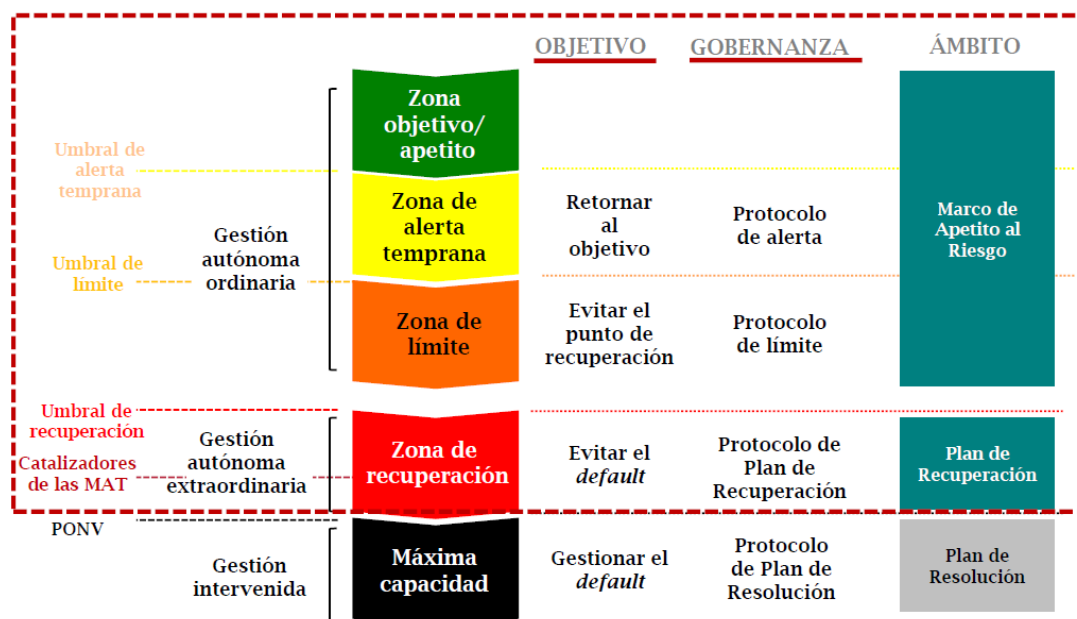 OBJETIVO
GOBERNANZA
ÁMBITO
Zona
objetivo/
apetito
Umbral de
alerta
temprana
Zona de
alerta
temprana
Retornar
al
objetivo
Protocolo
de alerta
Marco de
Apetito al
Riesgo
Gestión
autónoma
ordinaria
Umbral de
límite
Zona de
límite
Evitar el
punto de
recuperación
Protocolo
de límite
Umbral de
recuperación
Catalizadores
de las MAT
Gestión
autónoma
extraordinaria
Zona de
recuperación
Evitar el
default
Protocolo de
Plan de
Recuperación
Plan de
Recuperación
PONV
Gestión
intervenida
Máxima
capacidad
Gestionar el
default
Protocolo
de Plan de
Resolución
Plan de
Resolución